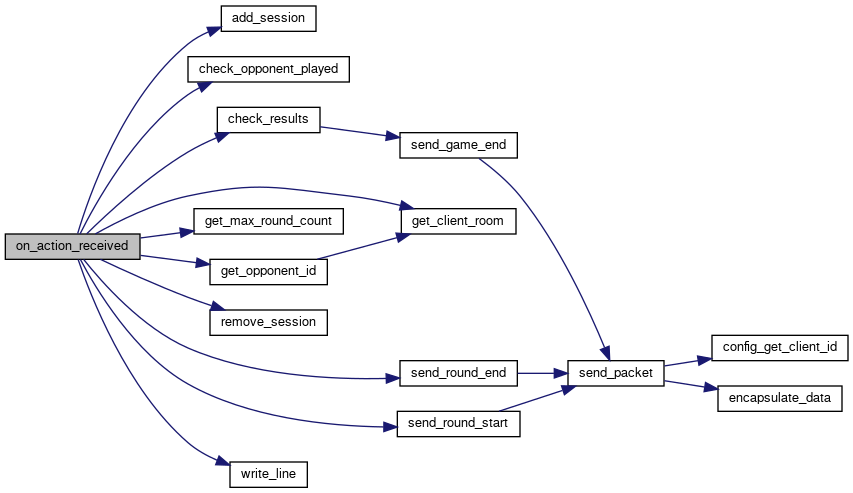 add_session
check_opponent_played
check_results
send_game_end
get_max_round_count
get_client_room
on_action_received
get_opponent_id
remove_session
config_get_client_id
send_round_end
send_packet
encapsulate_data
send_round_start
write_line